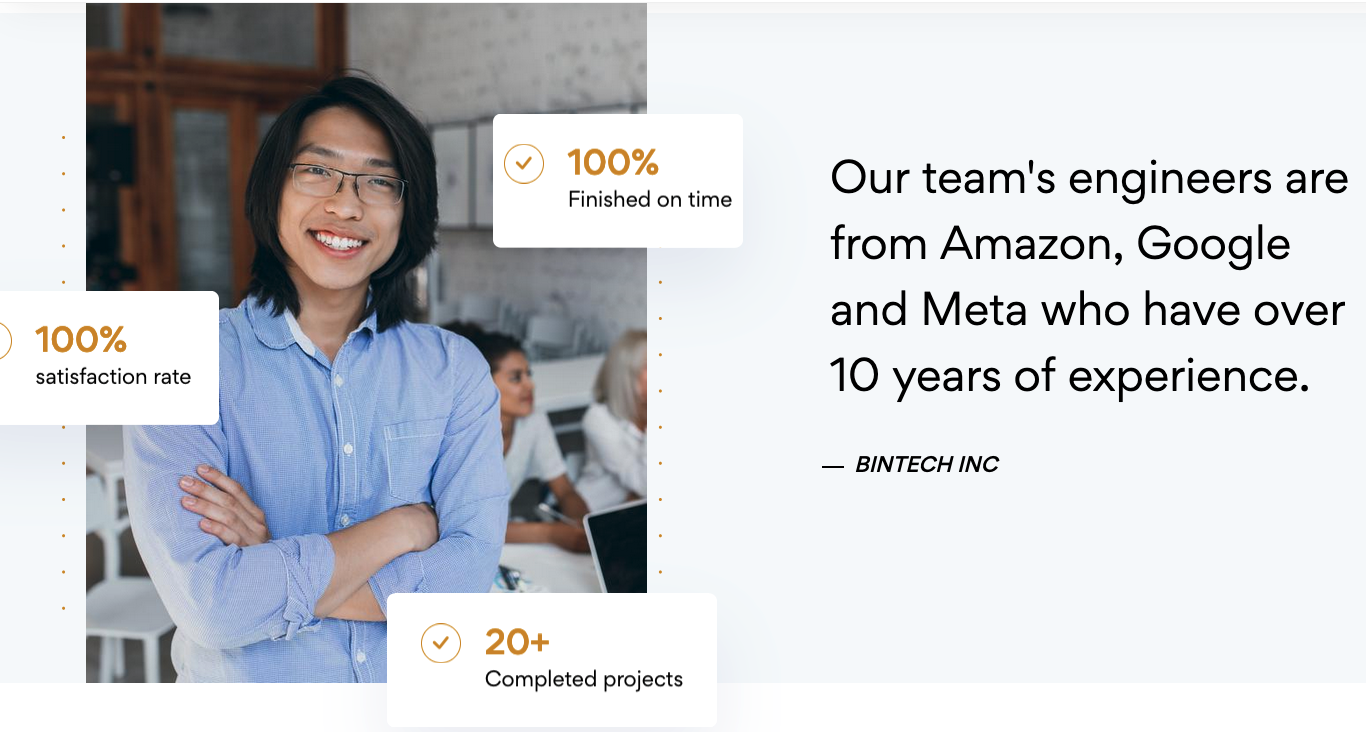 100%
Finished on time
Our team's engineers are
from Amazon, Google
and Meta who have over
10 years of experience.
— BINTECH INC
100%
satisfaction rate
20+
Completed projects